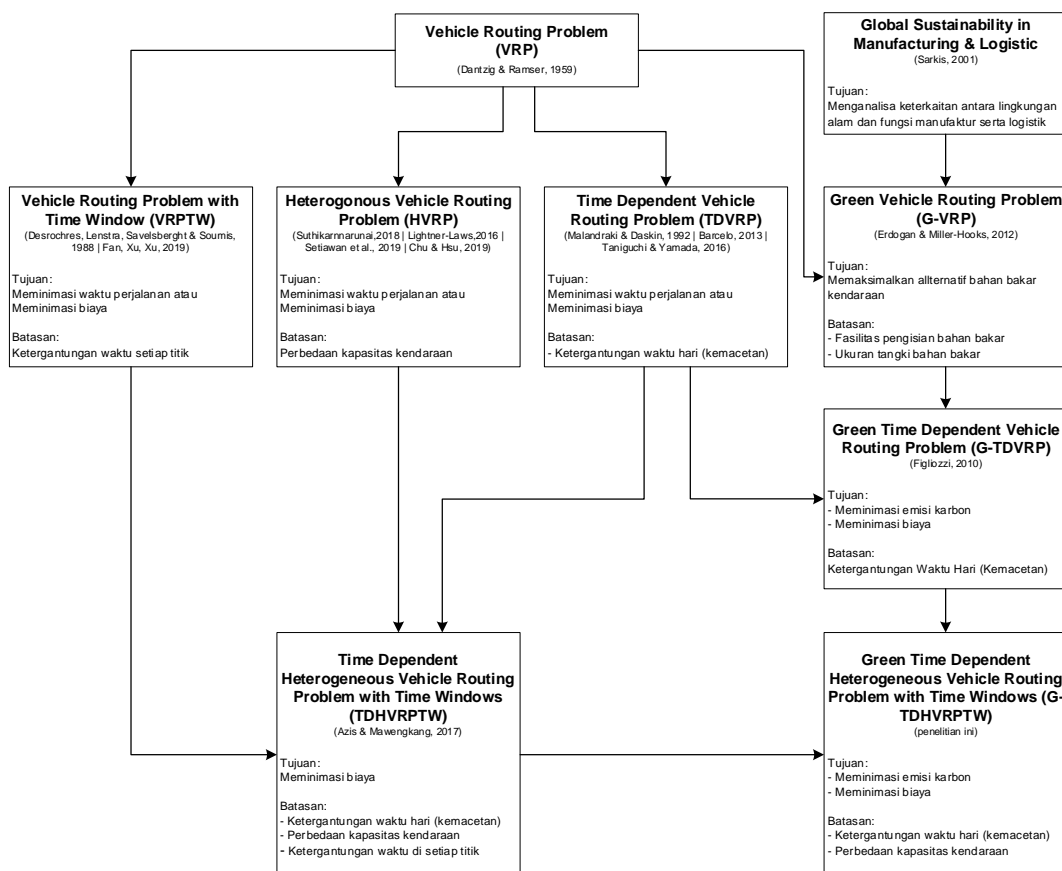 Vehicle Routing Problem
(VRP)
(Dantzig & Ramser, 1959)
Global Sustainability in
Manufacturing & Logistic
(Sarkis, 2001)
Tujuan:
Menganalisa keterkaitan antara lingkungan
alam dan fungsi manufaktur serta logistik
Vehicle Routing Problem with
Time Window (VRPTW)
(Desrochres, Lenstra, Savelsberght & Soumis,
1988 | Fan, Xu, Xu, 2019)
Tujuan:
Meminimasi waktu perjalanan atau
Meminimasi biaya
Batasan:
Ketergantungan waktu setiap titik
Heterogonous Vehicle Routing
Problem (HVRP)
(Suthikarnnarunai,2018 | Lightner-Laws,2016 |
Setiawan et al., 2019 | Chu & Hsu, 2019)
Tujuan:
Meminimasi waktu perjalanan atau
Meminimasi biaya
Batasan:
Perbedaan kapasitas kendaraan
Time Dependent Vehicle
Routing Problem (TDVRP)
(Malandraki & Daskin, 1992 | Barcelo, 2013 |
Taniguchi & Yamada, 2016)
Tujuan:
Meminimasi waktu perjalanan atau
Meminimasi biaya
Batasan:
- Ketergantungan waktu hari (kemacetan)
Green Vehicle Routing Problem
(G-VRP)
(Erdogan & Miller-Hooks, 2012)
Tujuan:
Memaksimalkan allternatif bahan bakar
kendaraan
Batasan:
- Fasilitas pengisian bahan bakar
- Ukuran tangki bahan bakar
Green Time Dependent Vehicle
Routing Problem (G-TDVRP)
(Figliozzi, 2010)
Tujuan:
- Meminimasi emisi karbon
- Meminimasi biaya
Batasan:
Ketergantungan Waktu Hari (Kemacetan)
Time Dependent
Heterogeneous Vehicle Routing
Problem with Time Windows
(TDHVRPTW)
(Azis & Mawengkang, 2017)
Tujuan:
Meminimasi biaya
Batasan:
- Ketergantungan waktu hari (kemacetan)
- Perbedaan kapasitas kendaraan
- Ketergantungan waktu di setiap titik
Green Time Dependent
Heterogeneous Vehicle Routing
Problem with Time Windows (G-
TDHVRPTW)
(penelitian ini)
Tujuan:
- Meminimasi emisi karbon
- Meminimasi biaya
Batasan:
- Ketergantungan waktu hari (kemacetan)
- Perbedaan kapasitas kendaraan